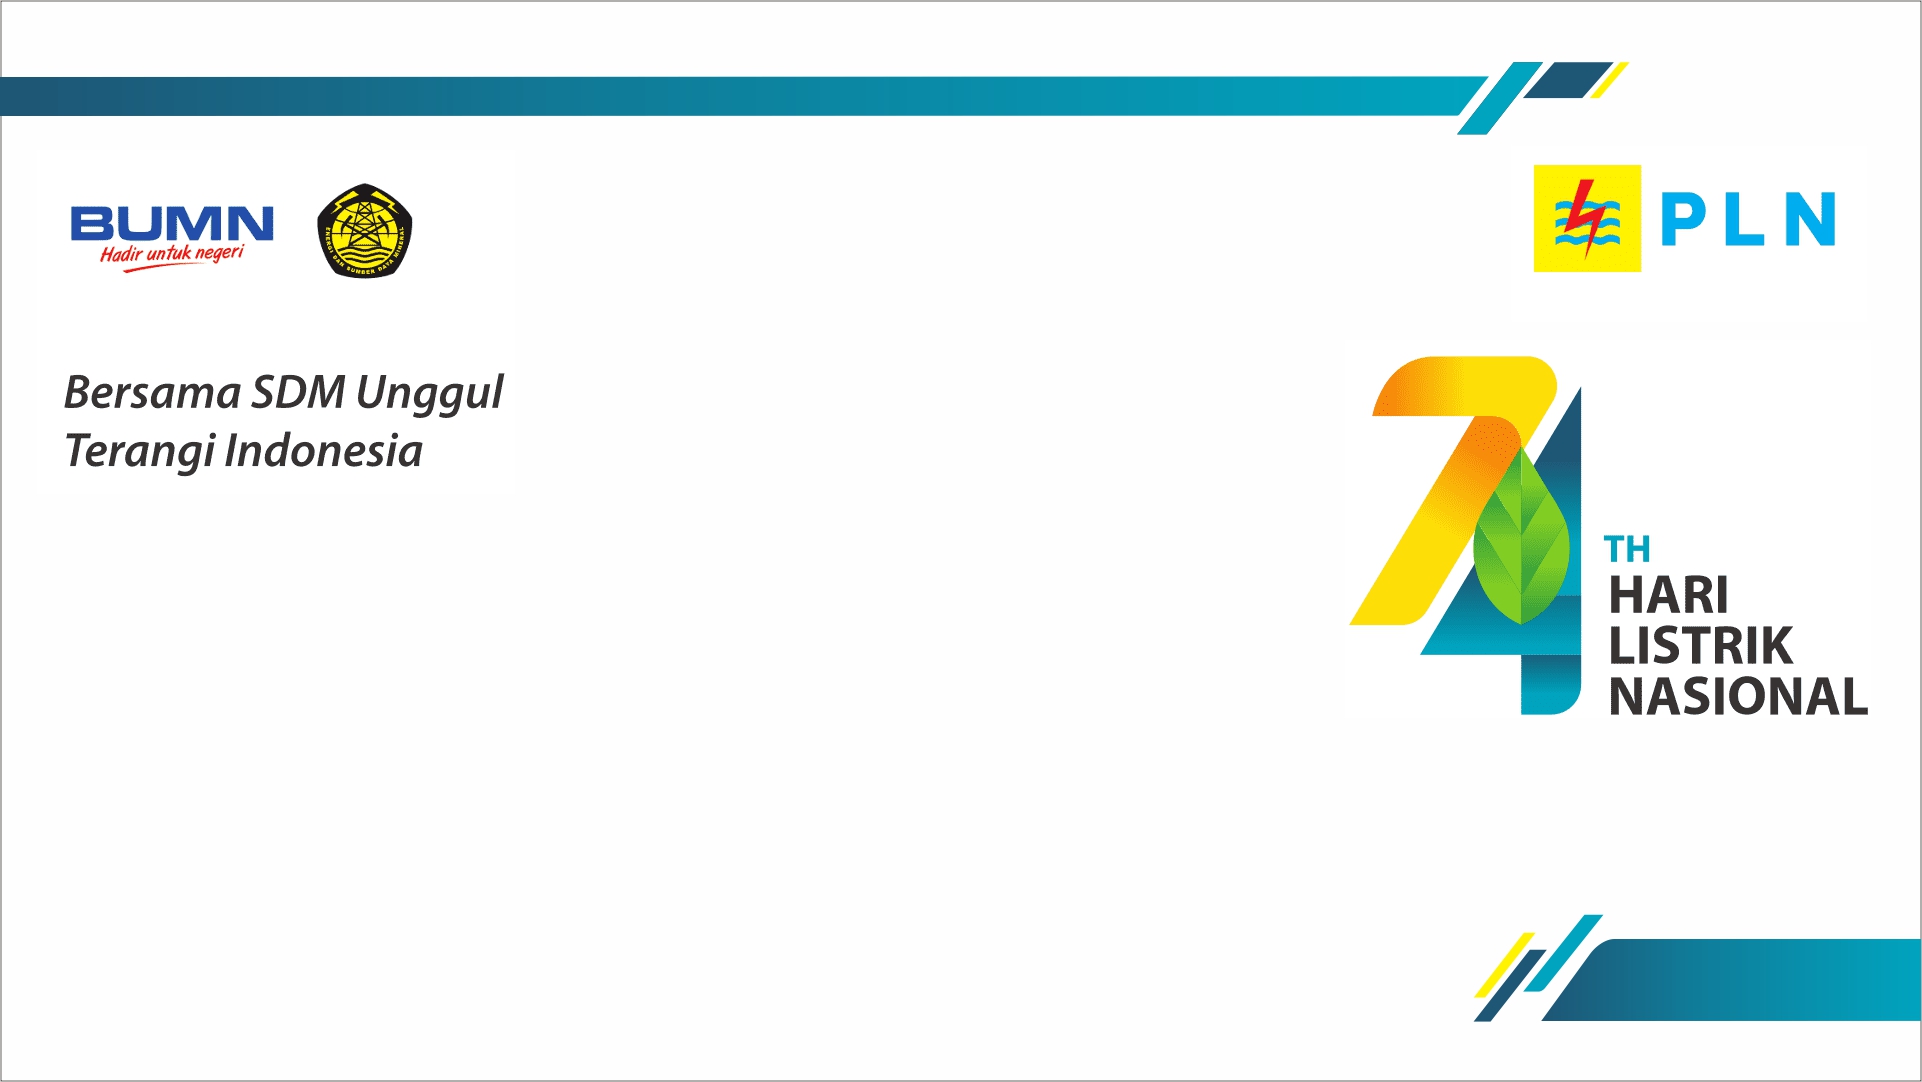 BUMN
Hadir untuk negeri
ENERGI DAN SUMBER DAYA MINERAL
PLN
Bersama SDM Unggul
Terangi Indonesia
74
TH
HARI
LISTRIK
NASIONAL